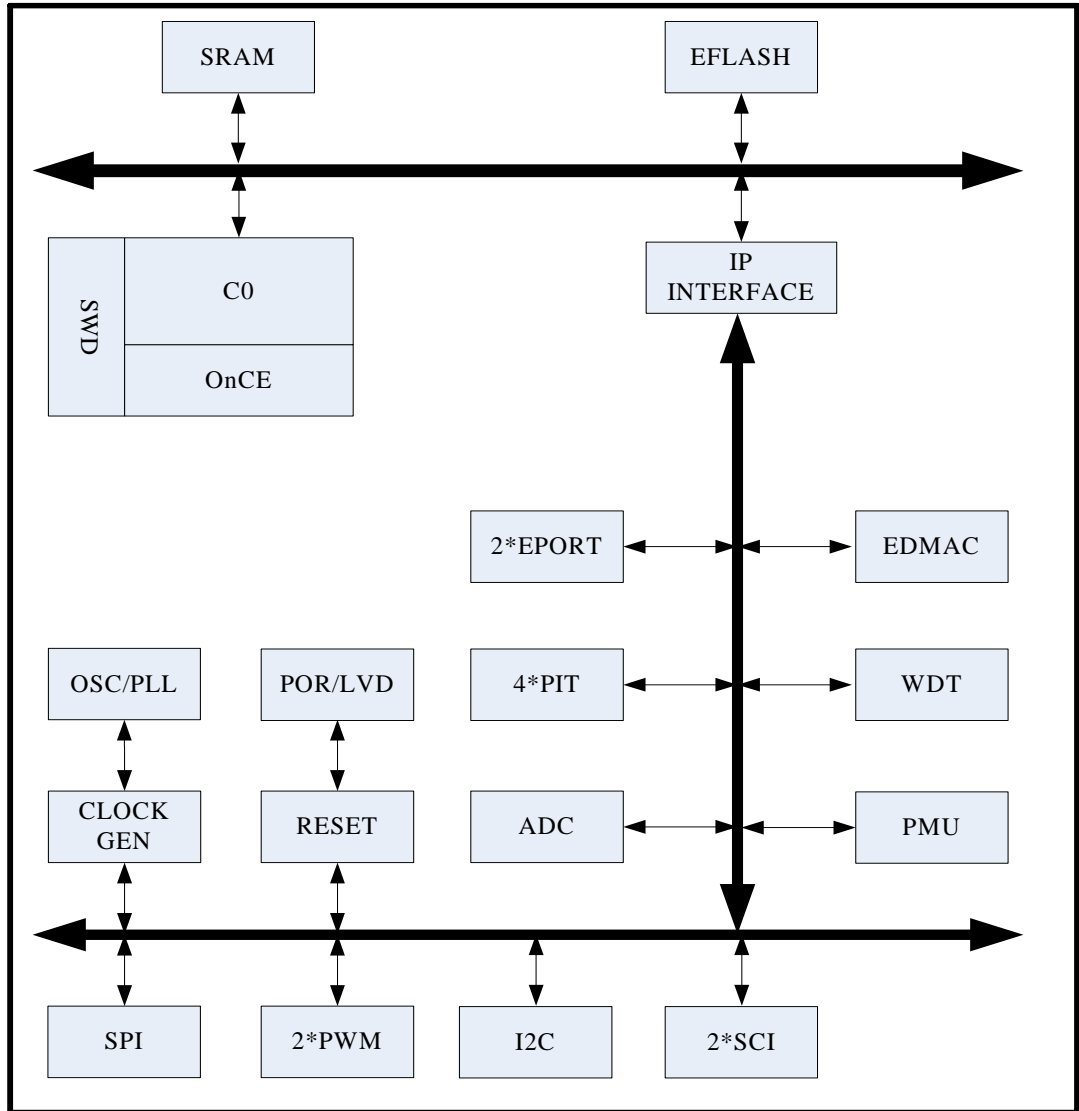 SRAM
EFLASH
SWD
C0
OnCE
IP
INTERFACE
2*EPORT
EDMAC
OSC/PLL
POR/LVD
4*PIT
WDT
CLOCK
GEN
RESET
ADC
PMU
SPI
2*PWM
I2C
2*SCI